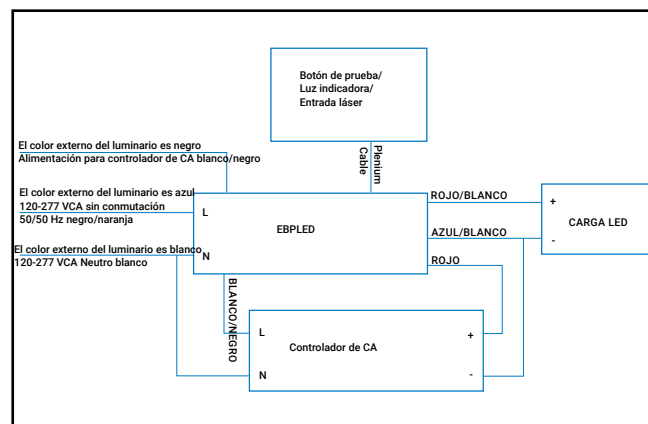 Botón de prueba/
Luz indicadora/
Entrada láser
El color externo del luminario es negro
Alimentación para controlador de CA blanco/negro
Plenium
Cable
El color externo del luminario es azul
120-277 VCA sin conmutación
50/50 Hz negro/naranja
L
EBPLED
ROJO/BLANCO
+
CARGA LED
AZUL/BLANCO
-
El color externo del luminario es blanco
120-277 VCA Neutro blanco
N
ROJO
BLANCO/NEGRO
L
Controlador de CA
+
N
-